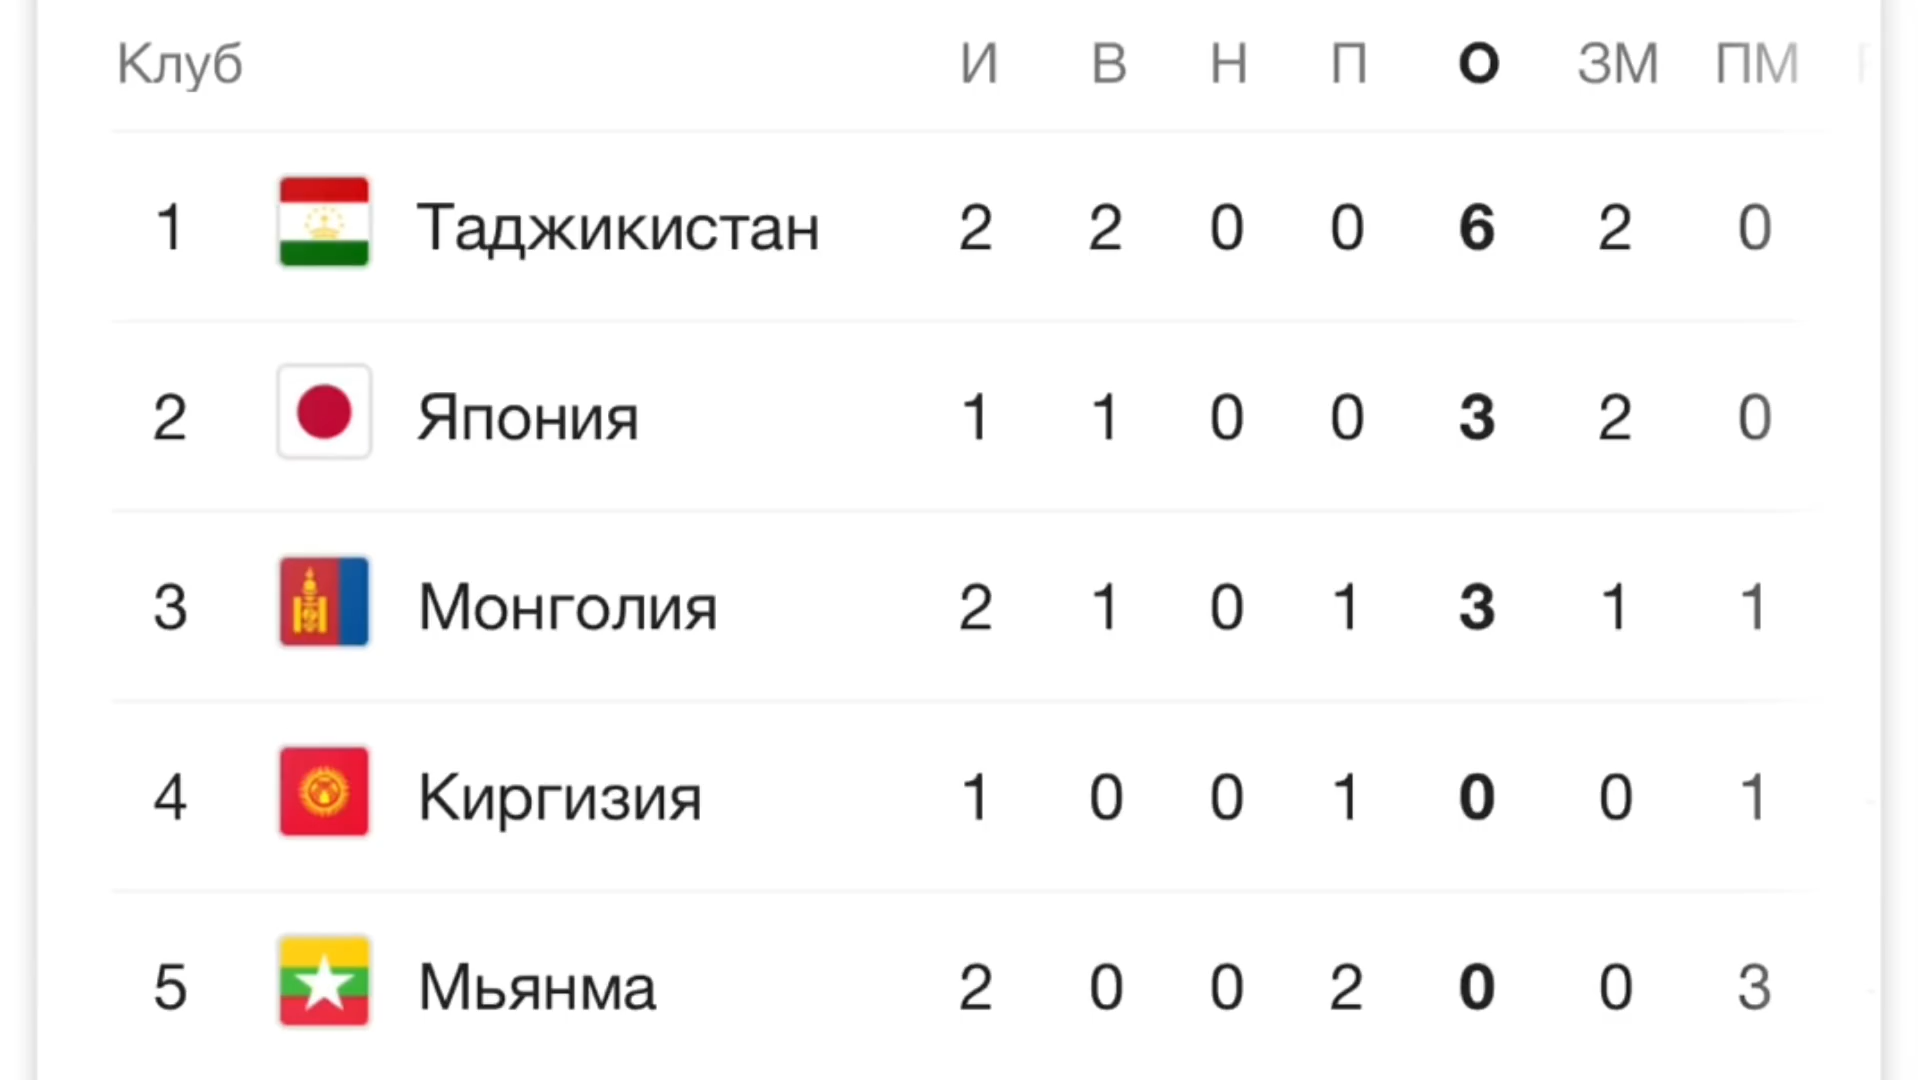 Клуб И В Н П О ЗМ ПМ
1 Таджикистан 2 2 0 0 6 2 0
2 Япония 1 1 0 0 3 2 0
3 Монголия 2 1 0 1 3 1 1
4 Киргизия 1 0 0 1 0 0 1
5 Мьянма 2 0 0 2 0 0 3